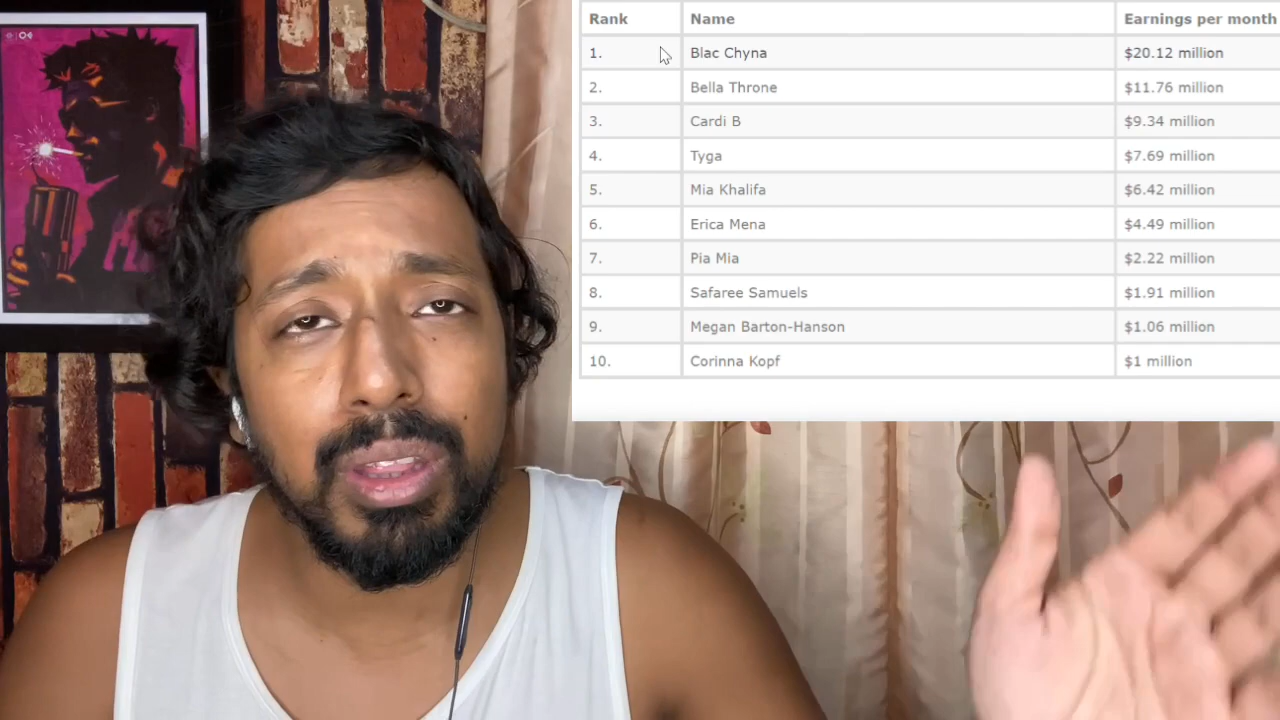 Rank Name Earnings per month
1. Blac Chyna $20.12 million
2. Bella Throne $11.76 million
3. Cardi B $9.34 million
4. Tyga $7.69 million
5. Mia Khalifa $6.42 million
6. Erica Mena $4.49 million
7. Pia Mia $2.22 million
8. Safaree Samuels $1.91 million
9. Megan Barton-Hanson $1.06 million
10. Corinna Kopf $1 million